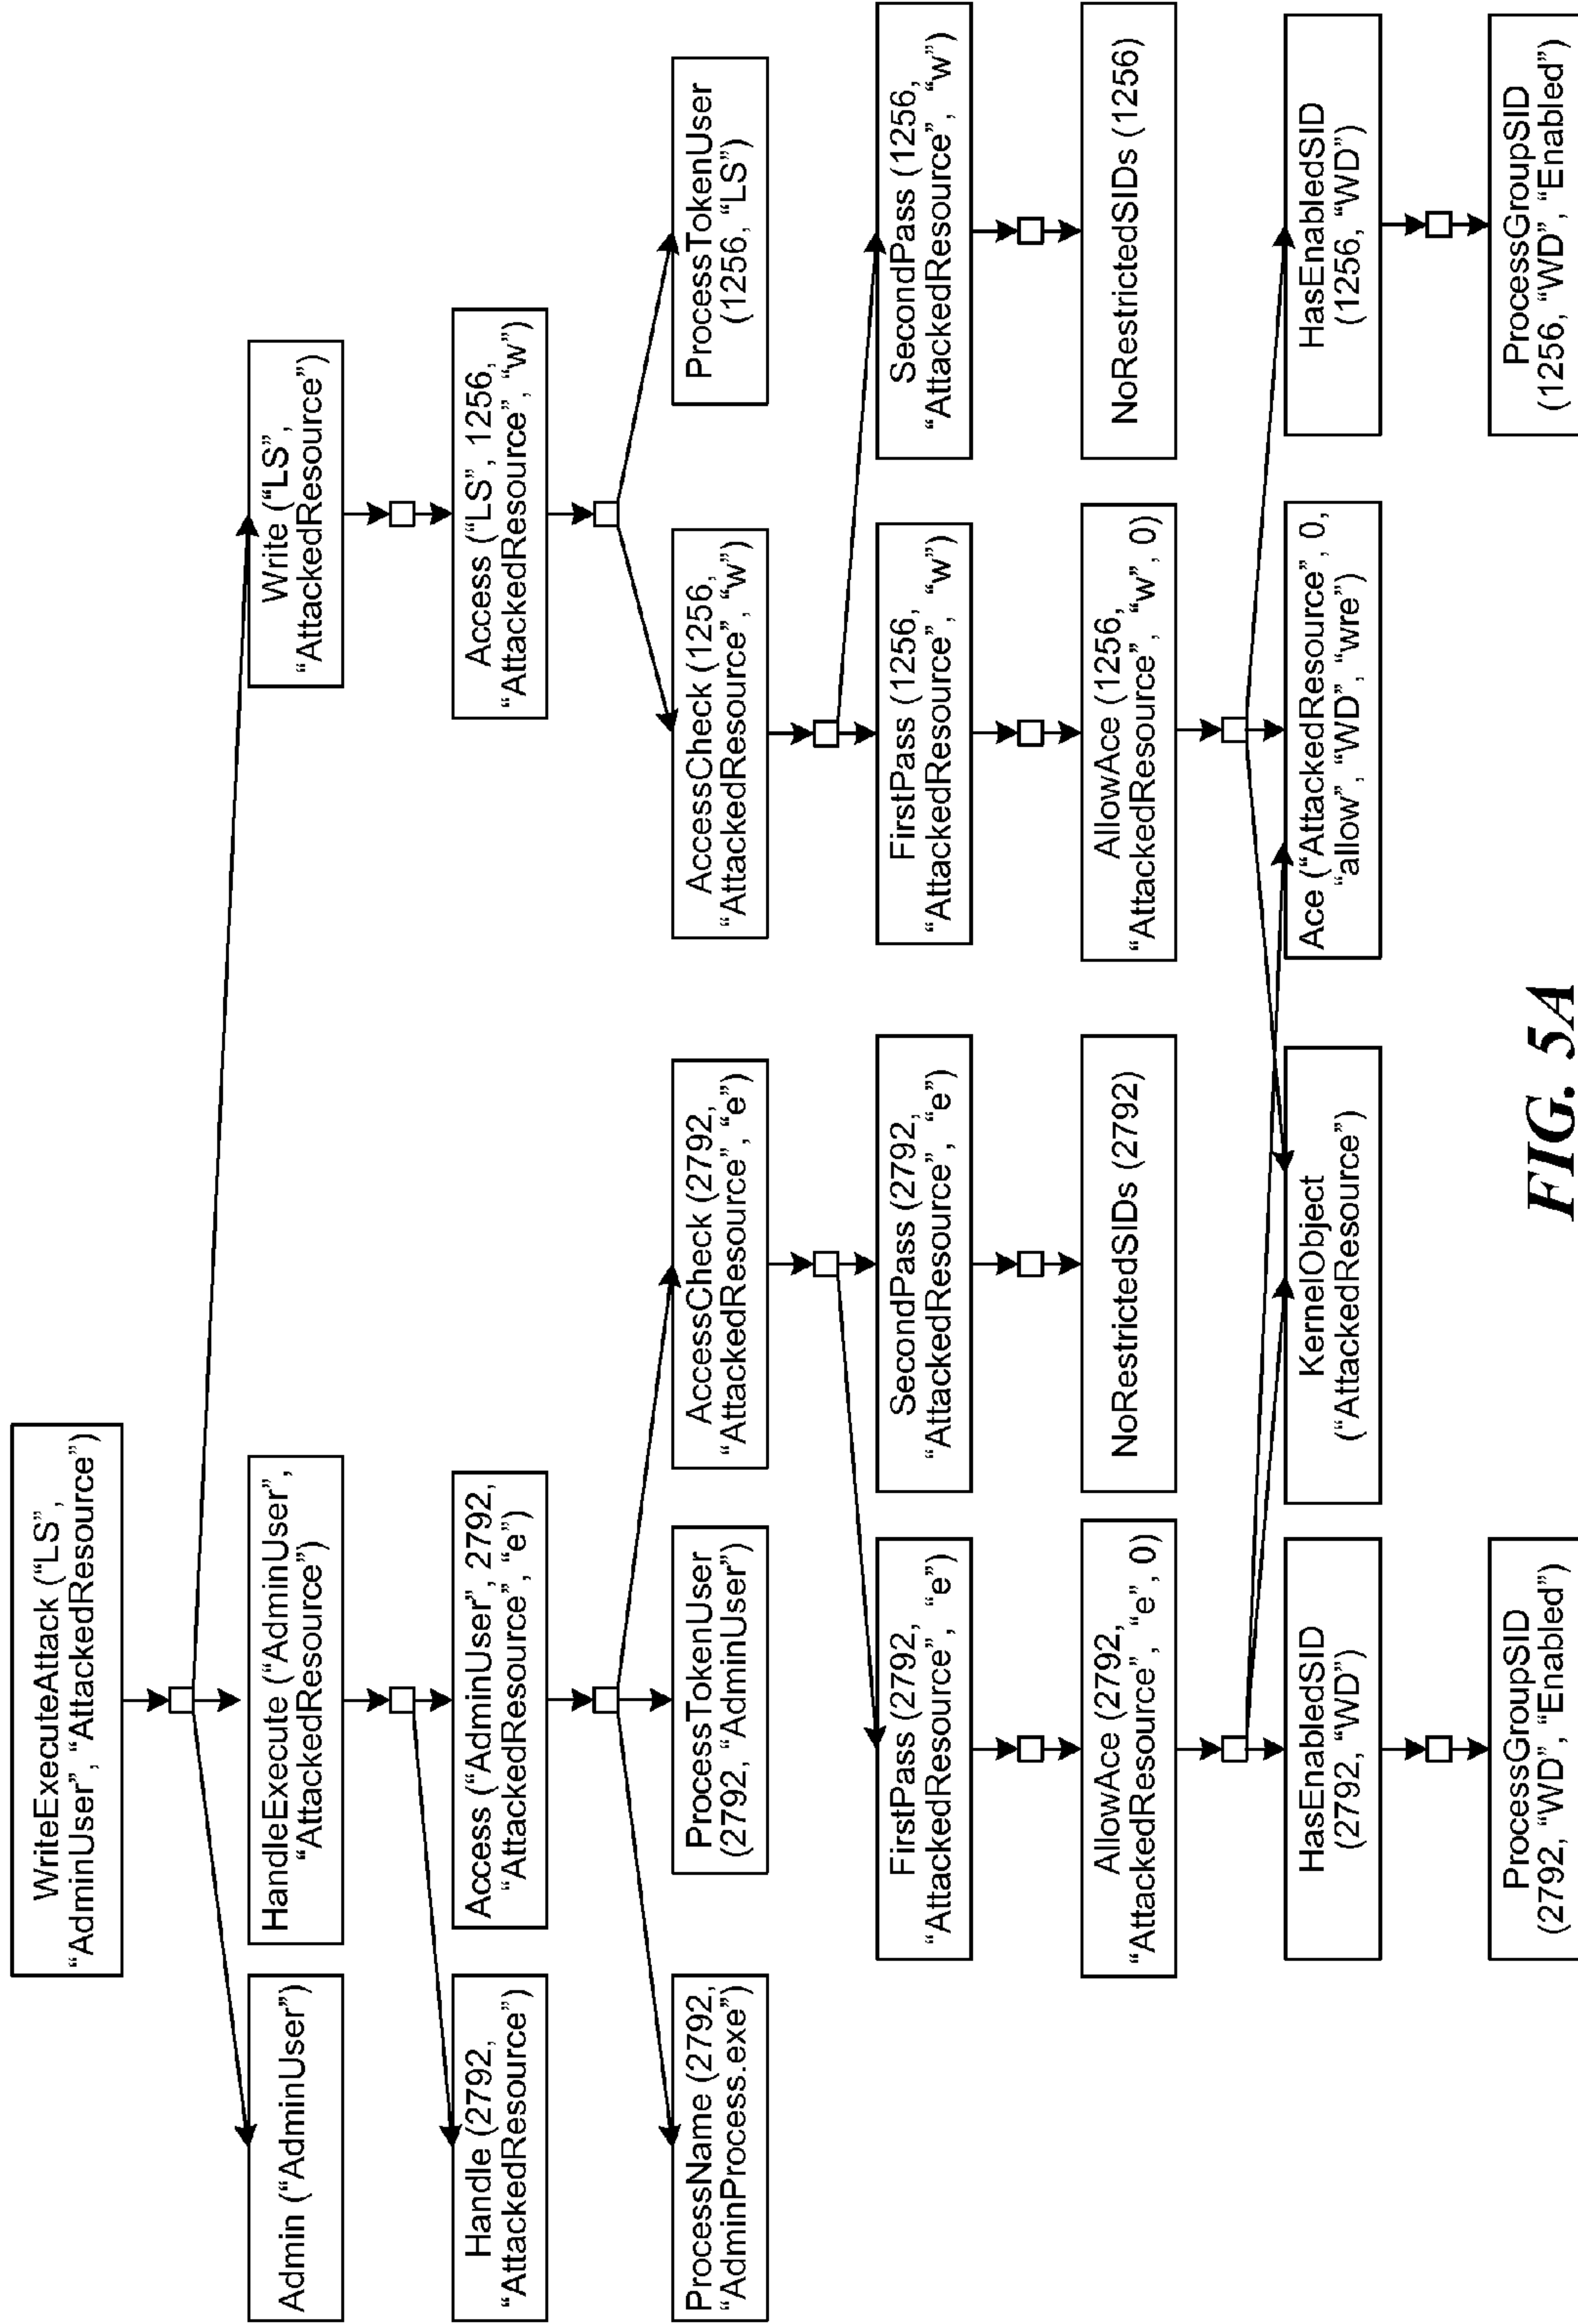 WriteExecuteAttack (“LS”,
“AdminUser”, “AttackedResource”)
Admin (“AdminUser”)
HandleExecute (“AdminUser”,
“AttackedResource”)
Write (“LS”,
“AttackedResource”)
Handle (2792,
“AttackedResource”)
Access (“AdminUser”, 2792,
“AttackedResource”, “e”)
Access (“LS”, 1256,
“AttackedResource”, “w”)
ProcessName (2792,
“AdminProcess.exe”)
ProcessTokenUser
(2792, “AdminUser”)
AccessCheck (2792,
“AttackedResource”, “e”)
AccessCheck (1256,
“AttackedResource”, “w”)
ProcessTokenUser
(1256, “LS”)
FirstPass (2792,
“AttackedResource”, “e”)
SecondPass (2792,
“AttackedResource”, “e”)
FirstPass (1256,
“AttackedResource”, “w”)
SecondPass (1256,
“AttackedResource”, “w”)
AllowAce (2792,
“AttackedResource”, “e”, 0)
NoRestrictedSIDs (2792)
AllowAce (1256,
“AttackedResource”, “w”, 0)
NoRestrictedSIDs (1256)
HasEnabledSID
(2792, “WD”)
KernelObject
(“AttackedResource”)
Ace (“AttackedResource”, 0,
“allow”, “WD”, “wre”)
HasEnabledSID
(1256, “WD”)
ProcessGroupSID
(2792, “WD”, “Enabled”)
ProcessGroupSID
(1256, “WD”, “Enabled”)
FIG. 5A